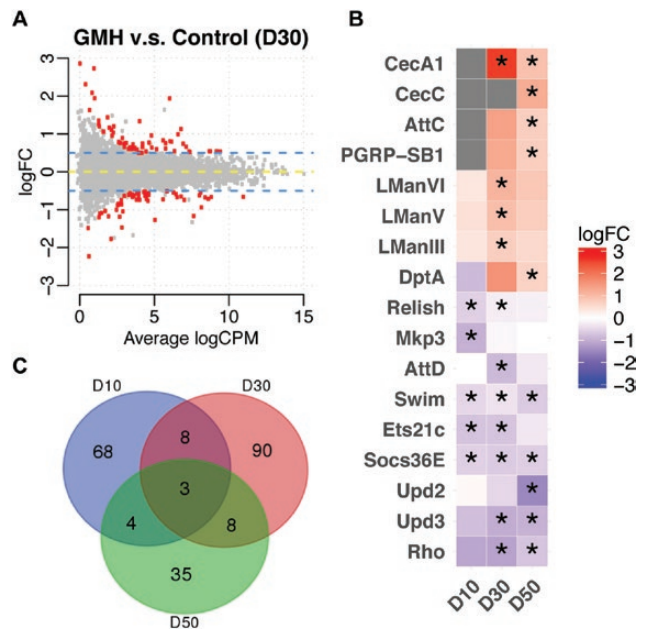 A
GMH v.s. Control (D30)
3
2
1
0
−1
−2
−3
logFC
0
5
10
15
Average logCPM
B
CecA1
*
*
CecC
*
AttC
*
PGRP−SB1
*
LManVI
*
LManV
*
LManIII
*
DptA
*
Relish
*
*
Mkp3
*
AttD
*
Swim
*
*
*
Ets21c
*
*
Socs36E
*
*
*
Upd2
*
Upd3
*
*
Rho
*
*
D10
D30
D50
logFC
3
2
1
0
−1
−2
−3
C
D10
D30
68
8
90
3
4
8
35
D50